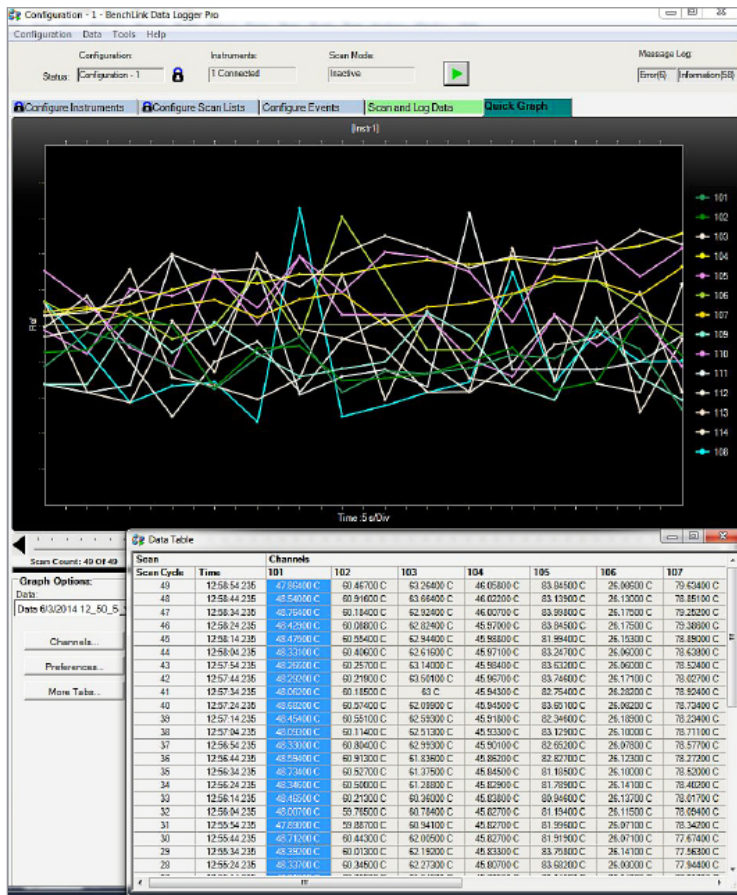 Configuration - 1 - BenchLink Data Logger Pro
Configuration Data Tools Help
Configuration: Instruments: Scan Mode: Message Log:
Status: Configuration - 1 1 Connected Inactive Error(6) Information(58)
Configure Instruments Configure Scan Lists Configure Events Scan and Log Data Quick Graph
[Instr1]
Ref
101
102
103
104
105
106
107
109
110
111
112
113
114
108
Time :5 s/Div
Scan Count: 49 Of 49
Graph Options:
Data:
Data 6/3/2014 12_50_5
Channels...
Preferences...
More Tabs...
Data Table
Scan Channels
Scan Cycle Time 101 102 103 104 105 106 107
49 12:58:54:235 47.86400 C 60.46700 C 63.26400 C 46.05800 C 83.84500 C 26.08600 C 79.63400 C
48 12:58:44:235 48.54000 C 60.91600 C 63.66400 C 46.02200 C 83.13900 C 26.13000 C 78.85100 C
47 12:58:34:235 48.76400 C 60.18400 C 62.92400 C 46.00700 C 83.99800 C 26.17500 C 79.25200 C
46 12:58:24:235 48.42900 C 60.08800 C 62.82400 C 45.97000 C 83.84500 C 26.17500 C 79.38600 C
45 12:58:14:235 48.47900 C 60.55400 C 62.94400 C 45.98800 C 81.99400 C 26.15300 C 78.89000 C
44 12:58:04:235 48.33100 C 60.40600 C 62.61600 C 45.97100 C 83.24700 C 26.06000 C 78.63800 C
43 12:57:54:235 48.26600 C 60.25700 C 63.14000 C 45.98400 C 83.63200 C 26.06000 C 78.52400 C
42 12:57:44:235 48.29200 C 60.21900 C 63.50100 C 45.96700 C 83.74600 C 26.17100 C 78.02700 C
41 12:57:34:235 48.06200 C 60.18500 C 63 C 45.94300 C 82.75400 C 26.28200 C 78.92400 C
40 12:57:24:235 48.68200 C 60.57400 C 62.09900 C 45.94500 C 83.65100 C 26.08200 C 78.73400 C
39 12:57:14:235 48.45400 C 60.55100 C 62.59300 C 45.91800 C 82.34600 C 26.18900 C 78.23400 C
38 12:57:04:235 48.09300 C 60.11400 C 62.51300 C 45.93300 C 83.12900 C 26.10000 C 78.71100 C
37 12:56:54:235 48.33000 C 60.80400 C 62.99300 C 45.90100 C 82.65200 C 26.07800 C 78.57700 C
36 12:56:44:235 48.59400 C 60.91300 C 61.83600 C 45.86200 C 82.82700 C 26.12300 C 78.27200 C
35 12:56:34:235 48.73400 C 60.52700 C 61.37500 C 45.84500 C 81.18500 C 26.10000 C 78.52000 C
34 12:56:24:235 48.34600 C 60.50000 C 61.28800 C 45.82900 C 81.78900 C 26.14100 C 78.40200 C
33 12:56:14:235 48.46500 C 60.21300 C 60.36000 C 45.83800 C 80.94600 C 26.13700 C 78.01700 C
32 12:56:04:235 48.00700 C 59.76500 C 60.78400 C 45.82700 C 81.19400 C 26.11500 C 78.09400 C
31 12:55:54:235 47.89000 C 59.88700 C 60.94100 C 45.82700 C 81.99600 C 26.07100 C 78.34200 C
30 12:55:44:235 48.71200 C 60.44300 C 62.00500 C 45.82700 C 81.91900 C 26.07100 C 77.67400 C
29 12:55:34:235 48.39200 C 60.01300 C 62.19200 C 45.83300 C 83.75800 C 26.14100 C 77.56300 C
28 12:55:24:235 48.33700 C 60.34500 C 62.27300 C 45.80700 C 83.68200 C 26.03000 C 77.94400 C